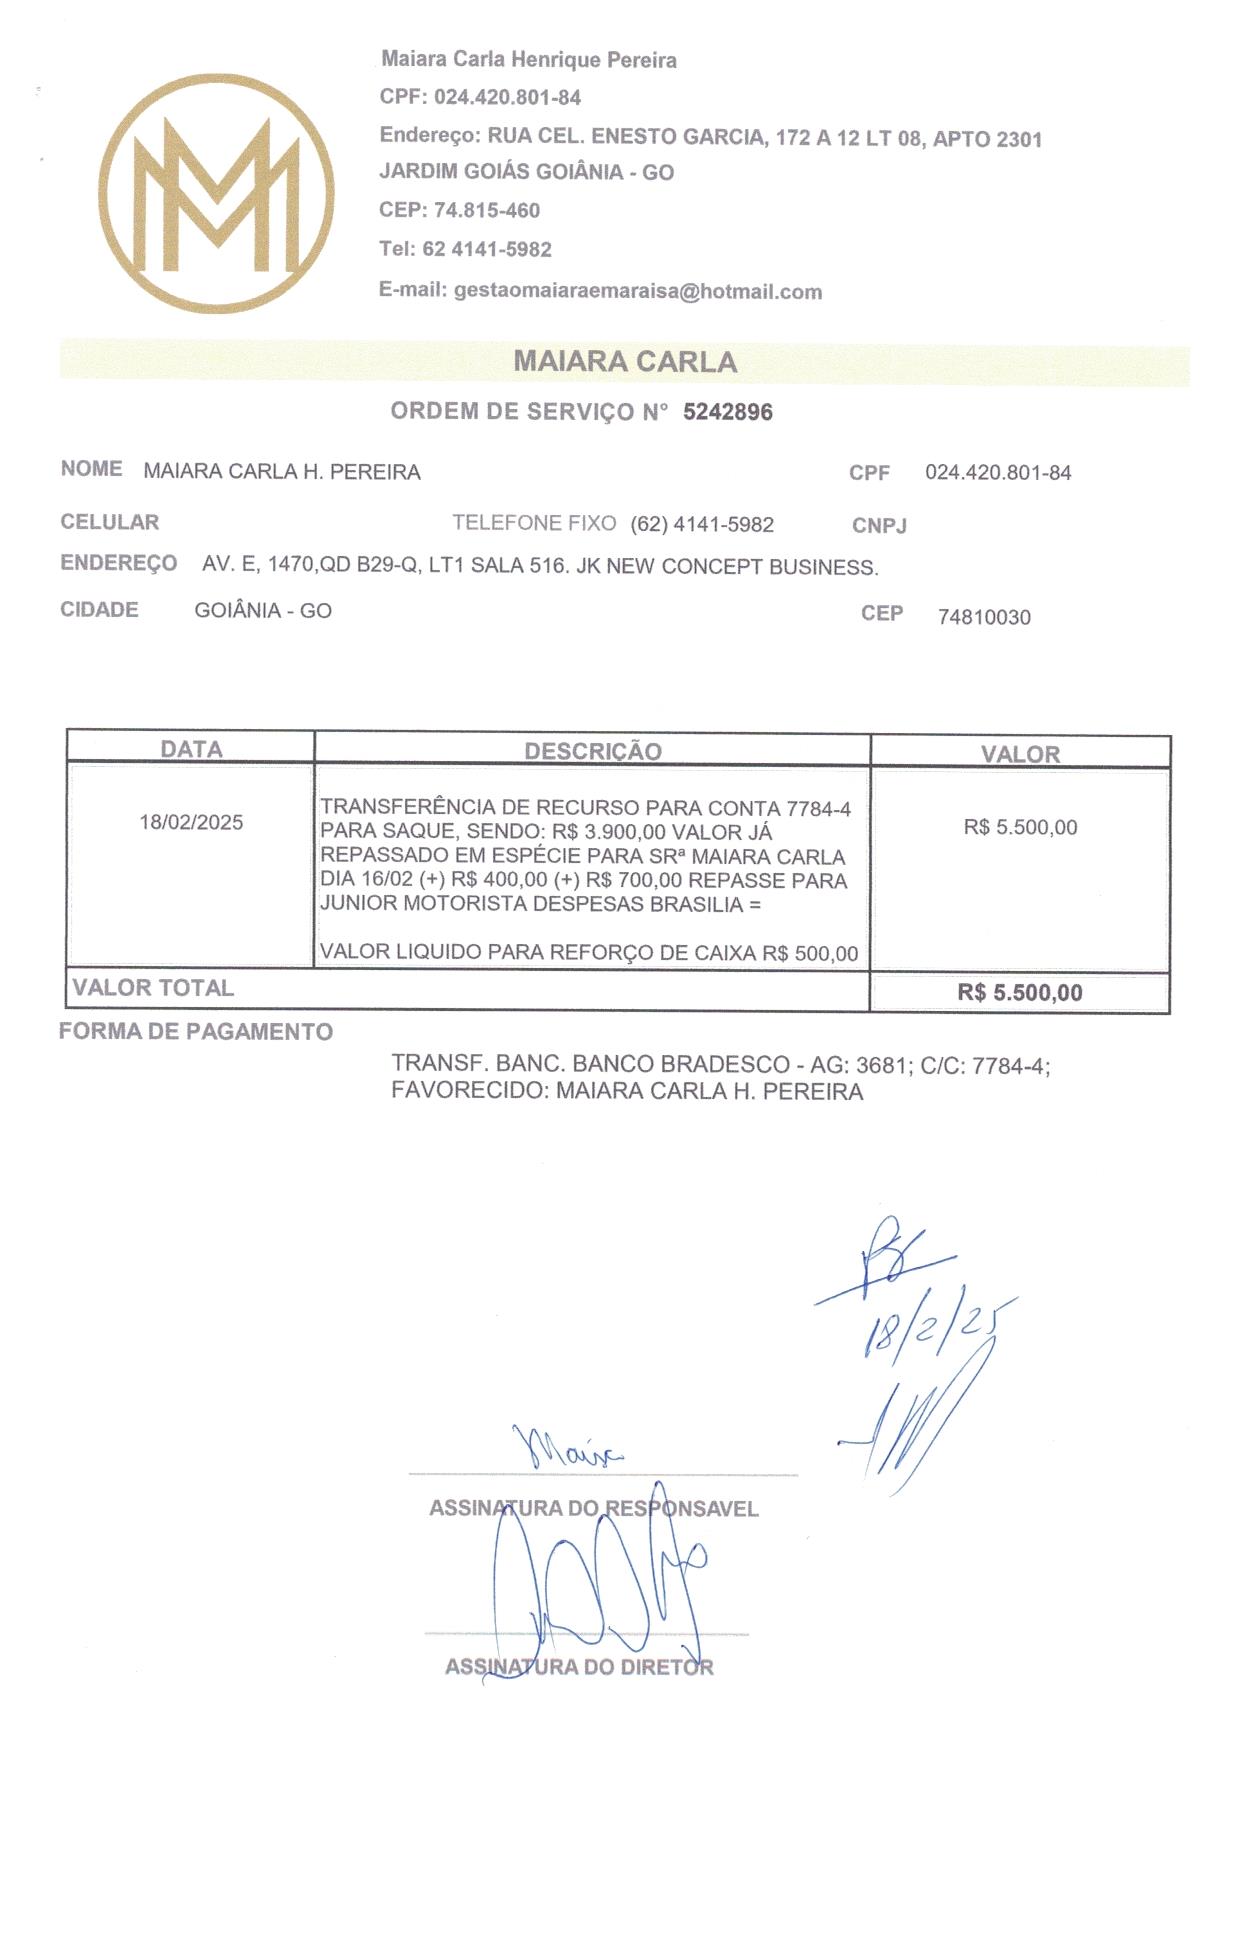 Maiara Carla Henrique Pereira
CPF: 024.420.801-84
Endereço: RUA CEL. ENESTO GARCIA, 172 A 12 LT 08, APTO 2301
JARDIM GOIÁS GOIÂNIA - GO
CEP: 74.815-460
Tel: 62 4141-5982
E-mail: gestaomaiaraemaraisa@hotmail.com
MM
MAIARA CARLA
ORDEM DE SERVIÇO N° 5242896
NOME MAIARA CARLA H. PEREIRA CPF 024.420.801-84
CELULAR TELEFONE FIXO (62) 4141-5982 CNPJ
ENDEREÇO AV. E, 1470,QD B29-Q, LT1 SALA 516. JK NEW CONCEPT BUSINESS.
CIDADE GOIÂNIA - GO CEP 74810030
DATA DESCRIÇÃO VALOR
18/02/2025
TRANSFERÊNCIA DE RECURSO PARA CONTA 7784-4
PARA SAQUE, SENDO: R$ 3.900,00 VALOR JÁ
REPASSADO EM ESPÉCIE PARA SRª MAIARA CARLA
DIA 16/02 (+) R$ 400,00 (+) R$ 700,00 REPASSE PARA
JUNIOR MOTORISTA DESPESAS BRASILIA =
VALOR LIQUIDO PARA REFORÇO DE CAIXA R$ 500,00
R$ 5.500,00
VALOR TOTAL R$ 5.500,00
FORMA DE PAGAMENTO
TRANSF. BANC. BANCO BRADESCO - AG: 3681; C/C: 7784-4;
FAVORECIDO: MAIARA CARLA H. PEREIRA
18/2/25
ASSINATURA DO RESPONSAVEL
ASSINATURA DO DIRETOR